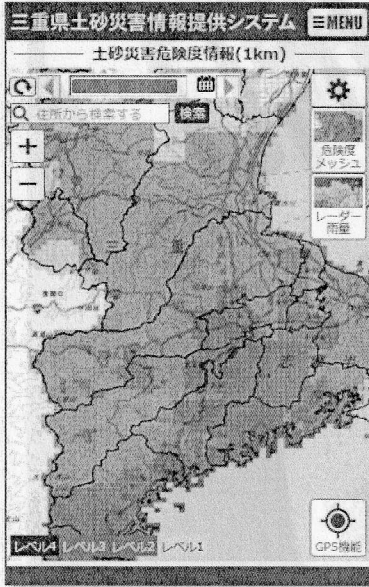 三重県土砂災害情報提供システム
≡MENU
土砂災害危険度情報(1km)
住所から検索する
検索
危険度
メッシュ
レーダー
雨量
三
重
レベル4 レベル3 レベル2 レベル1
GPS機能